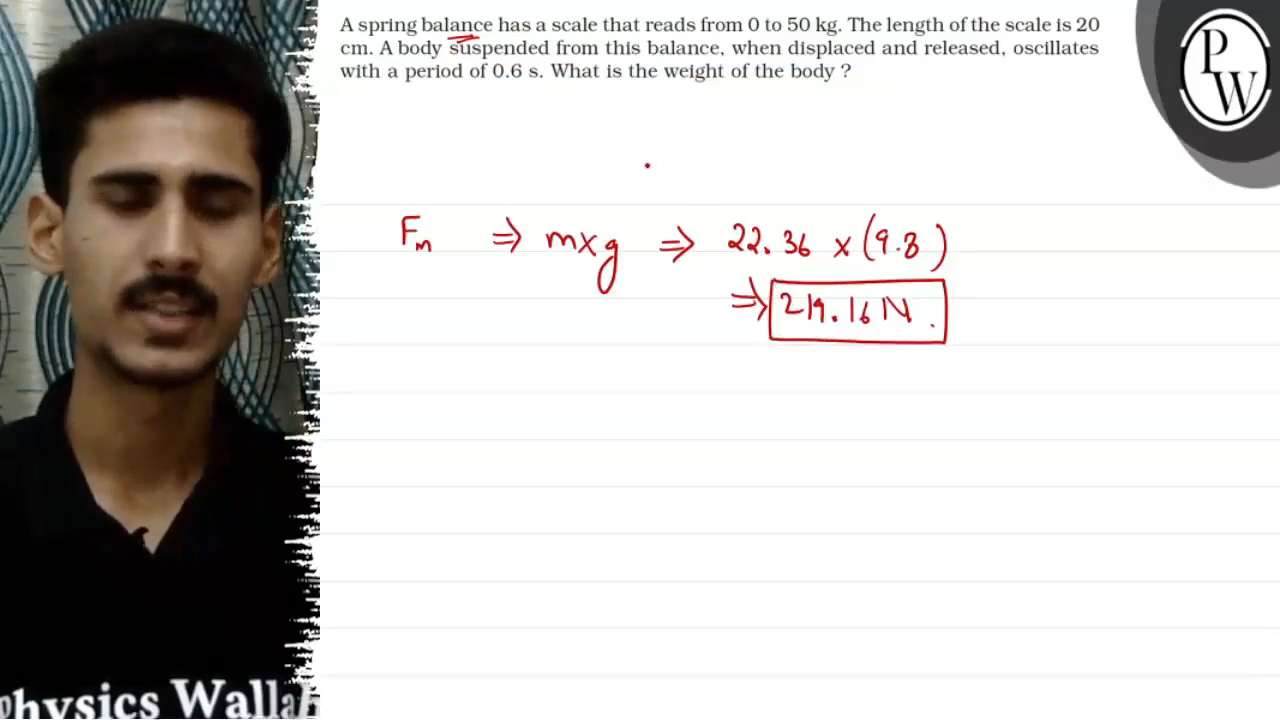 A spring balance has a scale that reads from 0 to 50 kg. The length of the scale is 20
cm. A body suspended from this balance, when displaced and released, oscillates
with a period of 0.6 s. What is the weight of the body ?
P
W
Fm ⇒ m x g ⇒ 22.36 x (9.8)
⇒ 219.16 N.
Physics Wallah